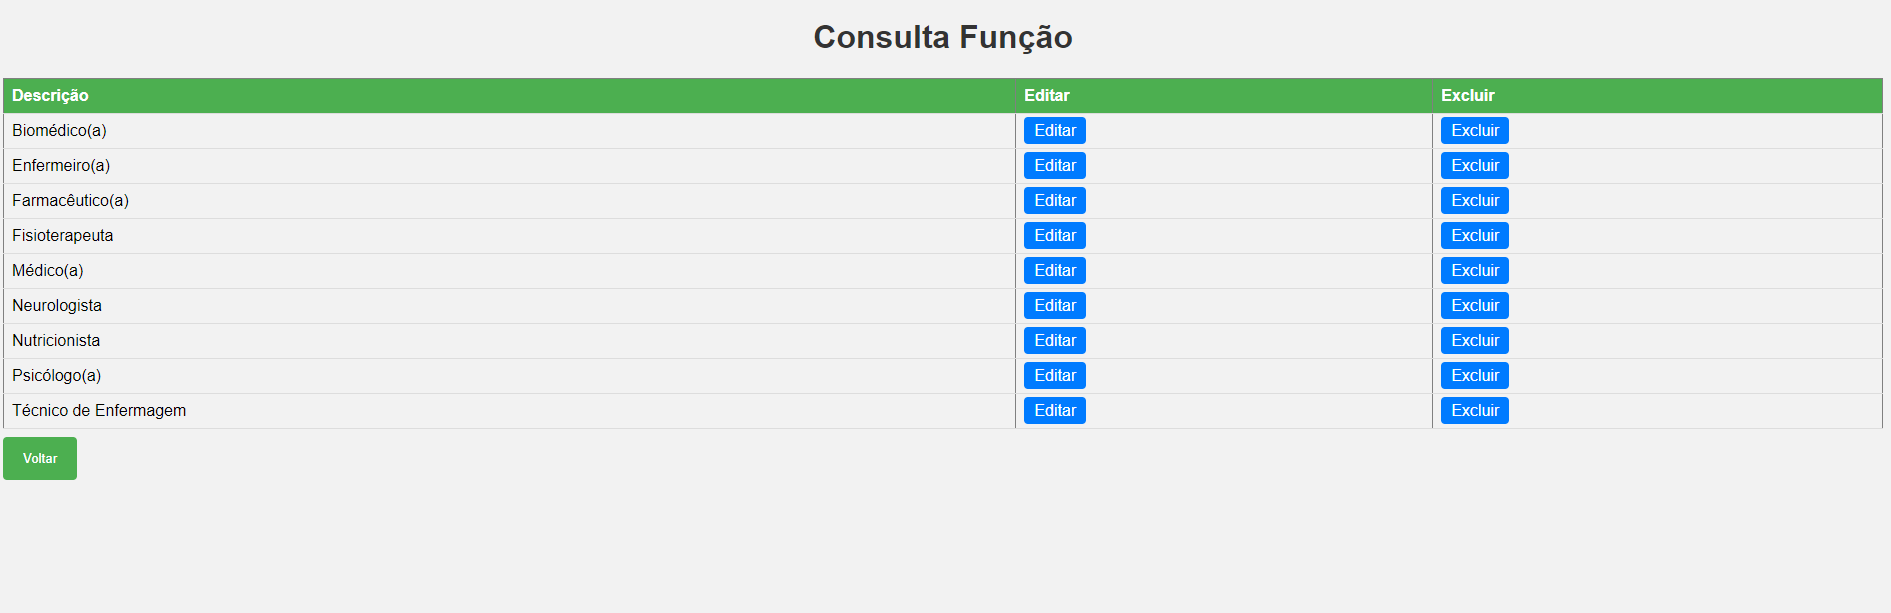 Consulta Função
Descrição Editar Excluir
Biomédico(a) Editar Excluir
Enfermeiro(a) Editar Excluir
Farmacêutico(a) Editar Excluir
Fisioterapeuta Editar Excluir
Médico(a) Editar Excluir
Neurologista Editar Excluir
Nutricionista Editar Excluir
Psicólogo(a) Editar Excluir
Técnico de Enfermagem Editar Excluir
Voltar